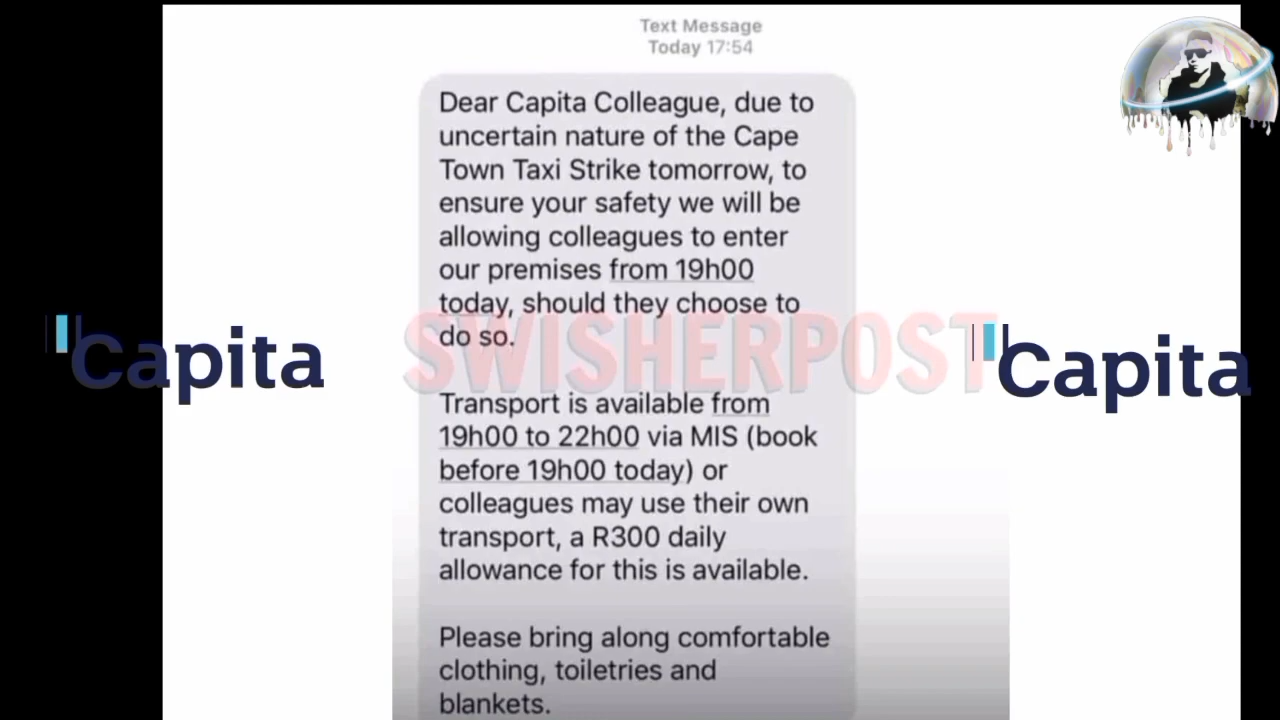 Text Message
Today 17:54
Dear Capita Colleague, due to
uncertain nature of the Cape
Town Taxi Strike tomorrow, to
ensure your safety we will be
allowing colleagues to enter
our premises from 19h00
today, should they choose to
do so.
SWISHERPOST
Capita
Capita
Transport is available from
19h00 to 22h00 via MIS (book
before 19h00 today) or
colleagues may use their own
transport, a R300 daily
allowance for this is available.
Please bring along comfortable
clothing, toiletries and
blankets.